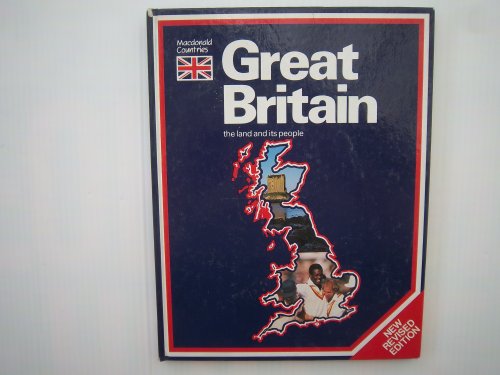 Macdonald
Countries
Great
Britain
the land and its people
NEW
REVISED
EDITION